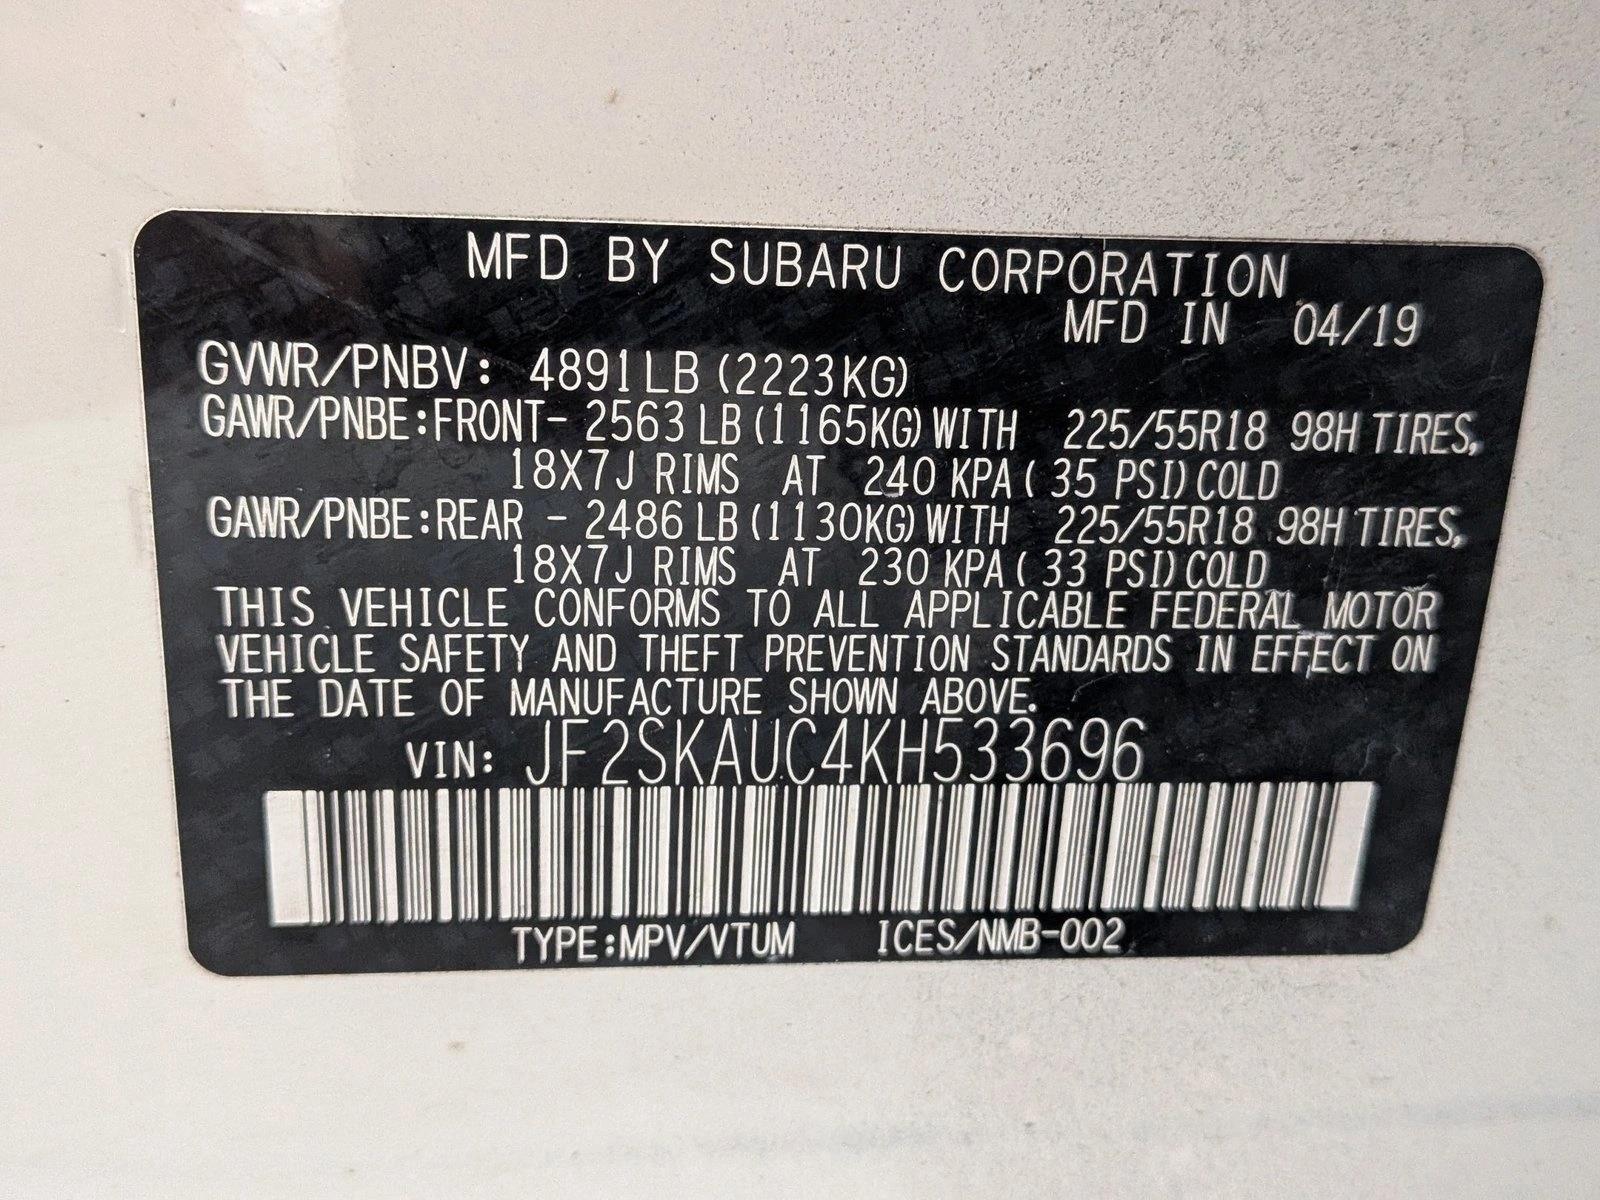 MFD BY SUBARU CORPORATION
MFD IN 04/19
GVWR/PNBV: 4891LB (2223KG)
GAWR/PNBE:FRONT- 2563 LB (1165KG) WITH 225/55R18 98H TIRES,
18X7J RIMS AT 240 KPA ( 35 PSI) COLD
GAWR/PNBE:REAR - 2486 LB (1130KG) WITH 225/55R18 98H TIRES,
18X7J RIMS AT 230 KPA ( 33 PSI) COLD
THIS VEHICLE CONFORMS TO ALL APPLICABLE FEDERAL MOTOR
VEHICLE SAFETY AND THEFT PREVENTION STANDARDS IN EFFECT ON
THE DATE OF MANUFACTURE SHOWN ABOVE.
VIN: JF2SKAUC4KH533696
TYPE:MPV/VTUM ICES/NMB-002